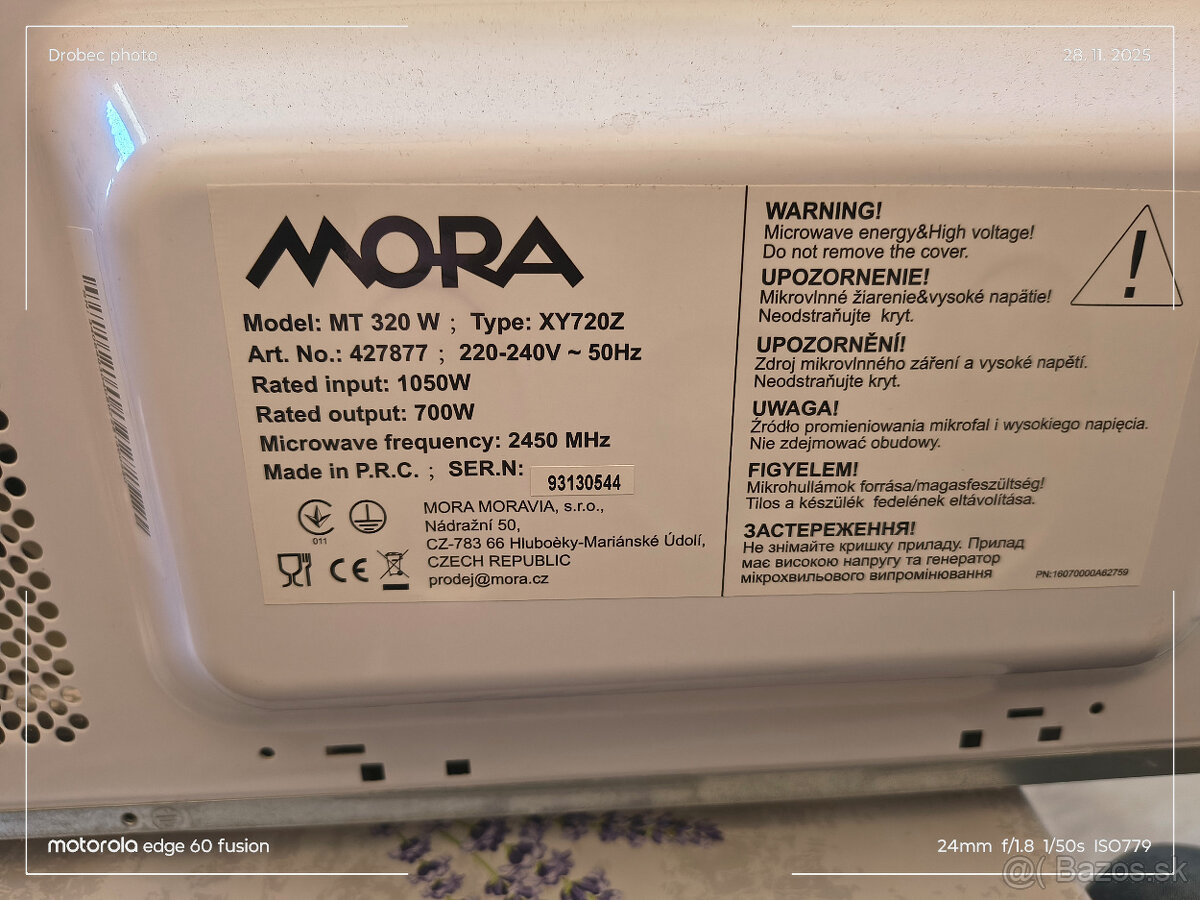 Drobec photo
28. 11. 2025
MORA
Model: MT 320 W ; Type: XY720Z
Art. No.: 427877 ; 220-240V ~ 50Hz
Rated input: 1050W
Rated output: 700W
Microwave frequency: 2450 MHz
Made in P.R.C. ; SER.N: 93130544
MORA MORAVIA, s.r.o.,
Nádražní 50,
CZ-783 66 Hluboèky-Mariánské Údolí,
CZECH REPUBLIC
prodej@mora.cz
011
CE
WARNING!
Microwave energy&High voltage!
Do not remove the cover.
UPOZORNENIE!
Mikrovlnné žiarenie&vysoké napätie!
Neodstraňujte kryt.
UPOZORNĚNÍ!
Zdroj mikrovlnného záření a vysoké napětí.
Neodstraňujte kryt.
UWAGA!
Źródło promieniowania mikrofal i wysokiego napięcia.
Nie zdejmować obudowy.
FIGYELEM!
Mikrohullámok forrása/magasfeszültség!
Tilos a készülék fedelének eltávolítása.
ЗАСТЕРЕЖЕННЯ!
Не знімайте кришку приладу. Прилад
має високою напругу та генератор
мікрохвильового випромінювання
PN:16070000A62759
motorola edge 60 fusion
24mm f/1.8 1/50s ISO779
@( Bazos.sk